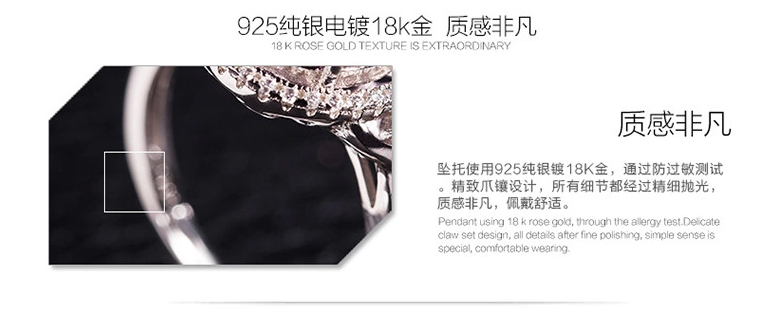 925纯银电镀18k金 质感非凡
18 K ROSE GOLD TEXTURE IS EXTRAORDINARY
质感非凡
坠托使用925纯银镀18K金，通过防过敏测试
。精致爪镶设计，所有细节都经过精细抛光，
质感非凡，佩戴舒适。
Pendant using 18 k rose gold, through the allergy test.Delicate
claw set design, all details after fine polishing, simple sense is
special, comfortable wearing.